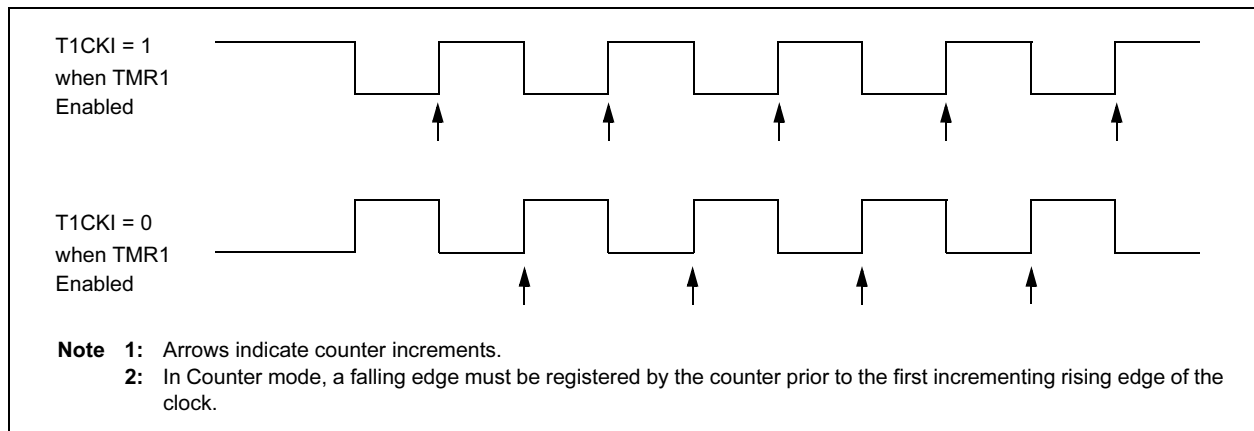 T1CKI = 1
when TMR1
Enabled
T1CKI = 0
when TMR1
Enabled
Note 1: Arrows indicate counter increments.
2: In Counter mode, a falling edge must be registered by the counter prior to the first incrementing rising edge of the
clock.